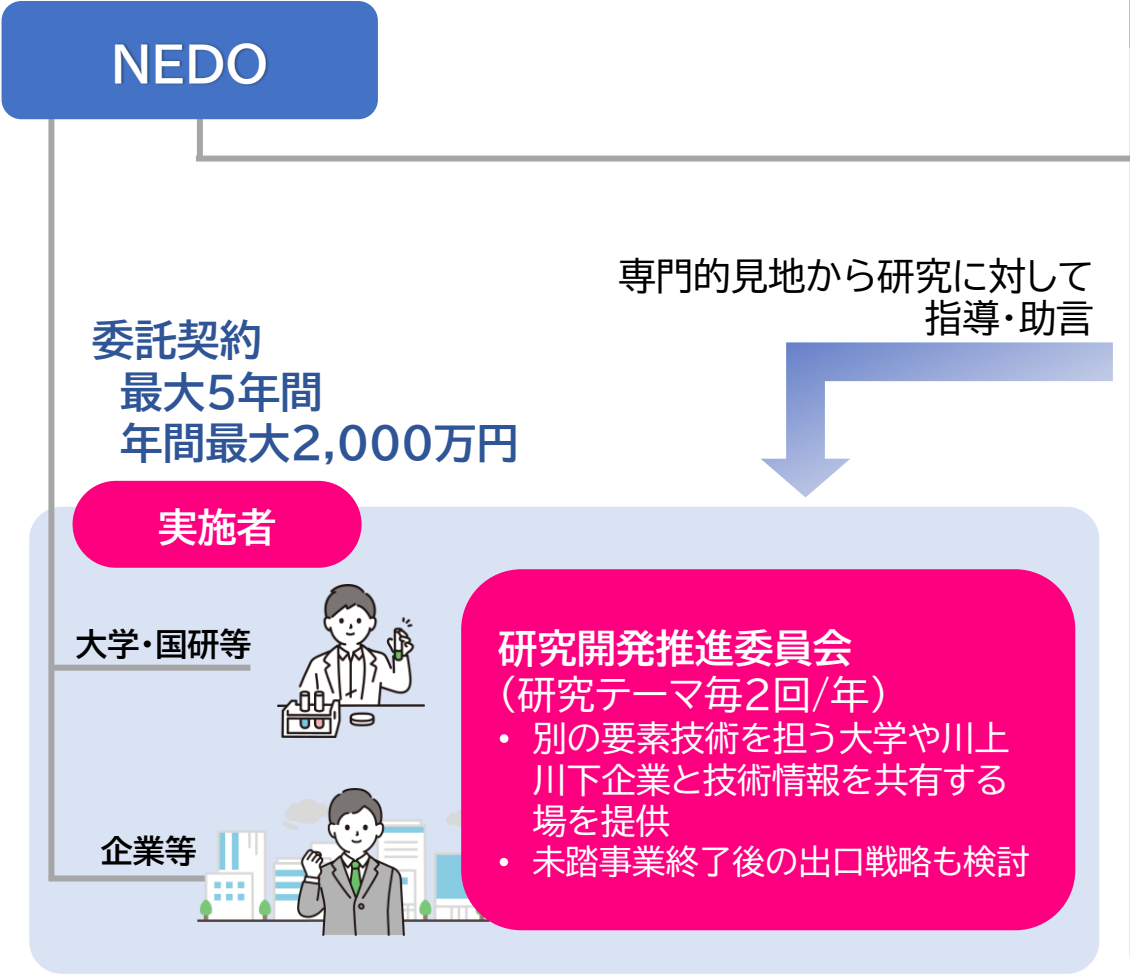 NEDO
専門的見地から研究に対して
指導・助言
委託契約
最大5年間
年間最大2,000万円
実施者
大学・国研等
企業等
研究開発推進委員会
（研究テーマ毎2回/年）
• 別の要素技術を担う大学や川上
川下企業と技術情報を共有する
場を提供
• 未踏事業終了後の出口戦略も検討